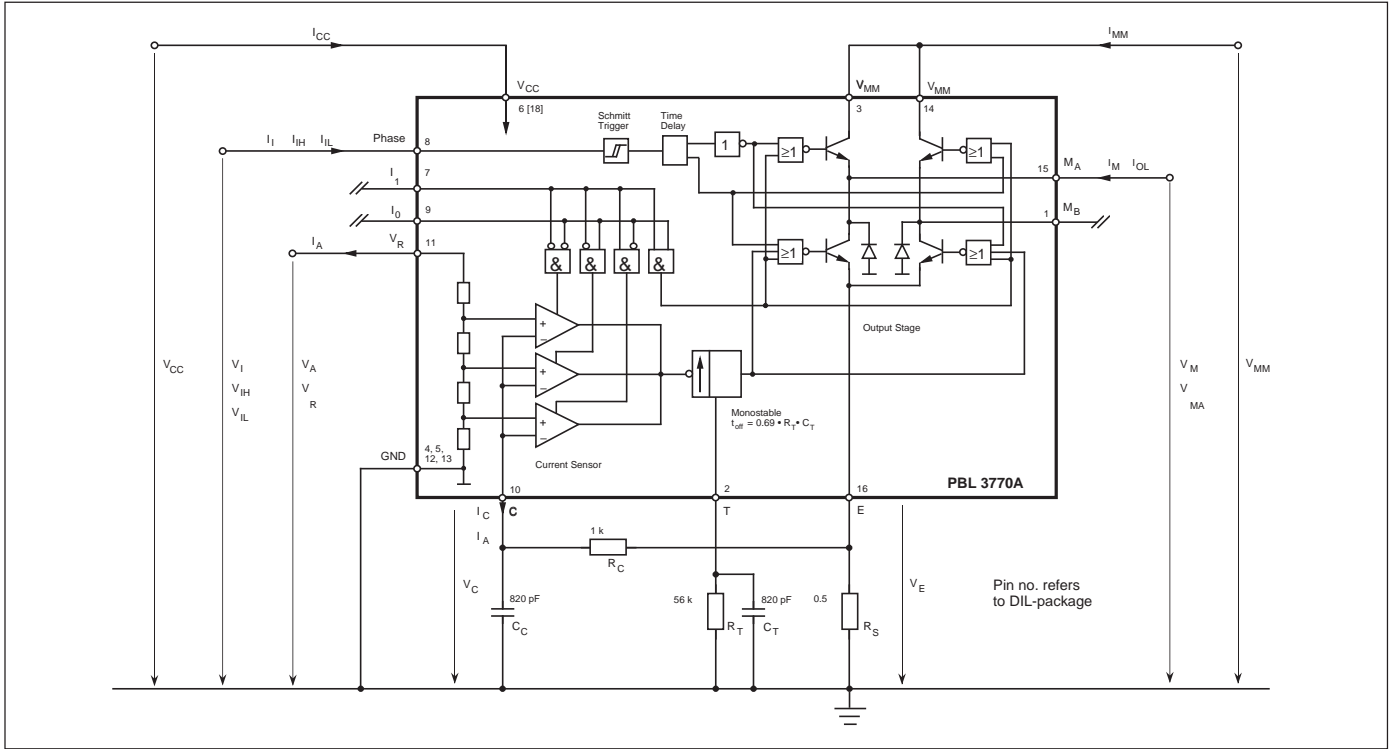 I CC
I MM
V CC
V MM
V MM
6 [18]
3
14
Schmitt
Trigger
Time
Delay
I I
I IH
I IL
Phase
8
1
≥1
≥1
15
M A
I M
I OL
I 1
7
I 0
9
1
M B
I A
V R
11
&
&
&
&
≥1
≥1
+
–
Output Stage
V CC
V I
V IH
V IL
V A
V R
+
–
V M
V MA
V MM
+
–
Monostable
t off = 0.69 • R T • C T
GND
4, 5,
12, 13
Current Sensor
PBL 3770A
10
2
16
I C
C
T
E
I A
1 k
R C
V C
V E
Pin no. refers
to DIL-package
820 pF
C C
56 k
R T
820 pF
C T
0.5
R S